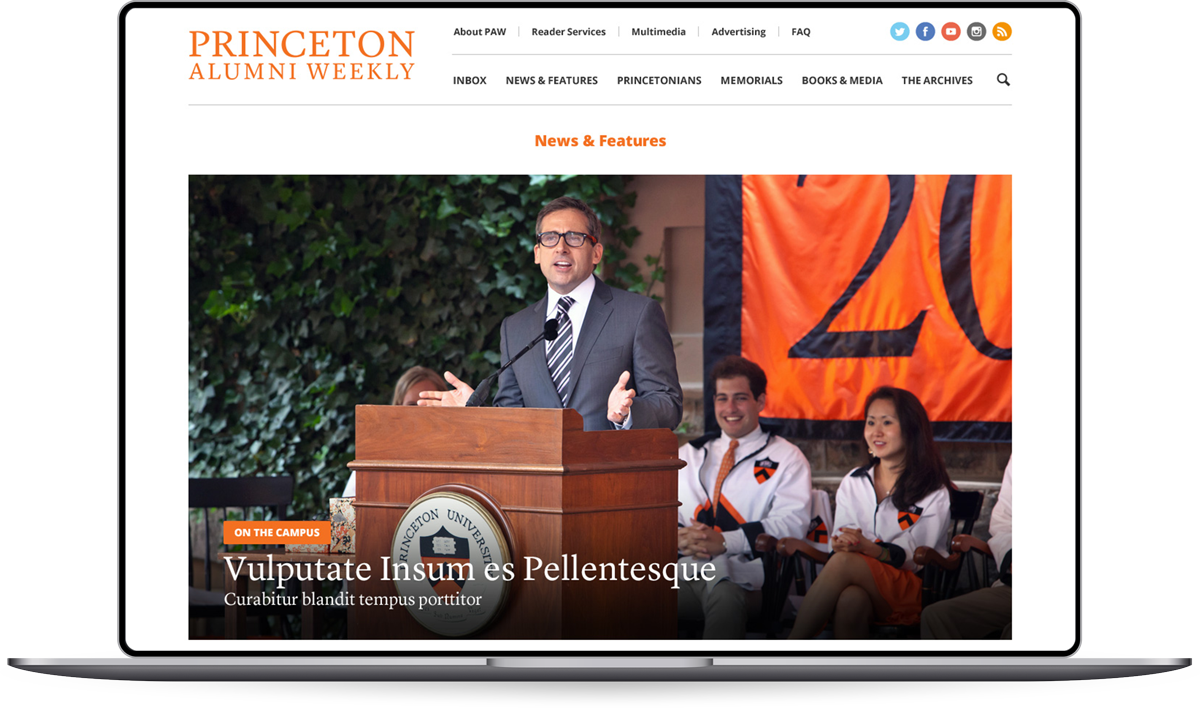 PRINCETON
ALUMNI WEEKLY
About PAW
Reader Services
Multimedia
Advertising
FAQ
INBOX
NEWS & FEATURES
PRINCETONIANS
MEMORIALS
BOOKS & MEDIA
THE ARCHIVES
News & Features
20
PRINCETON UNIVERSI
ON THE CAMPUS
Vulputate Insum es Pellentesque
Curabitur blandit tempus porttitor